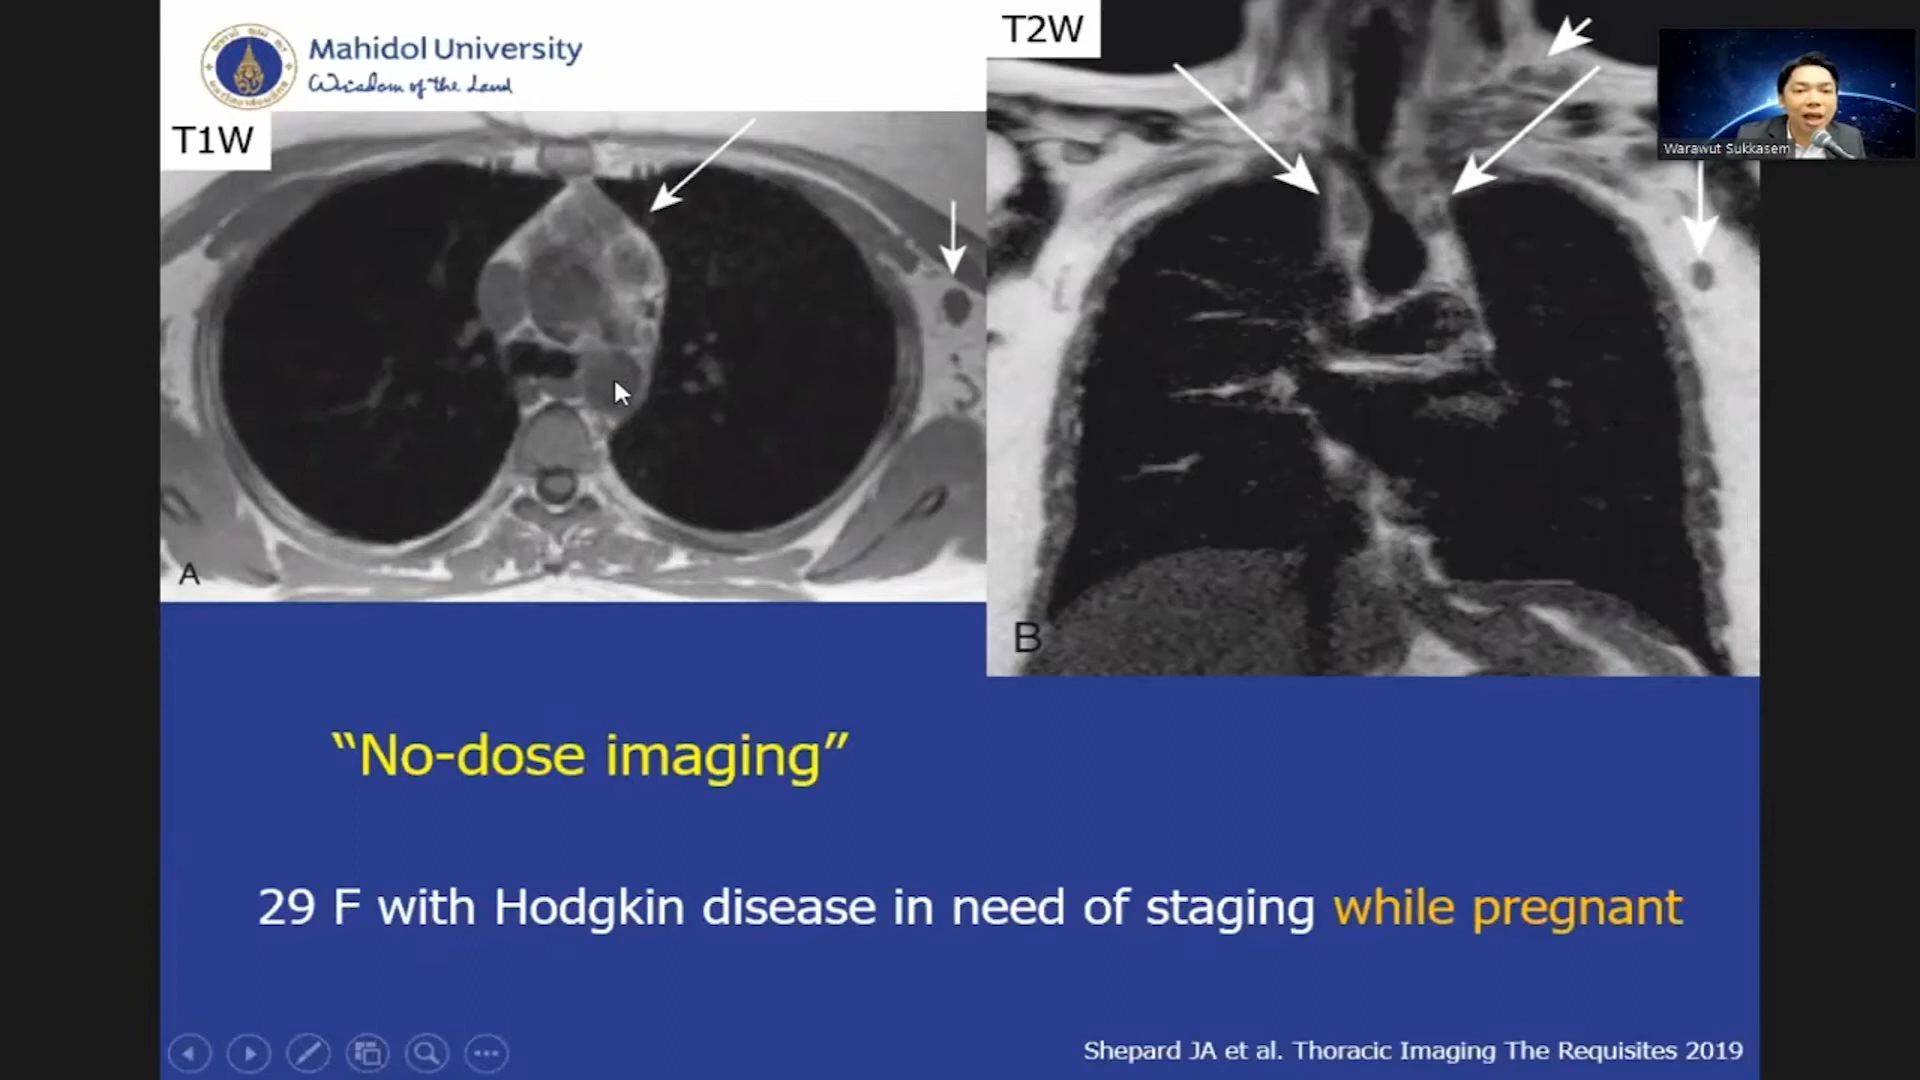 Mahidol University
Wisdom of the Land
T1W
T2W
Warawut Sukkasem
A
B
“No-dose imaging”
29 F with Hodgkin disease in need of staging while pregnant
Shepard JA et al. Thoracic Imaging The Requisites 2019